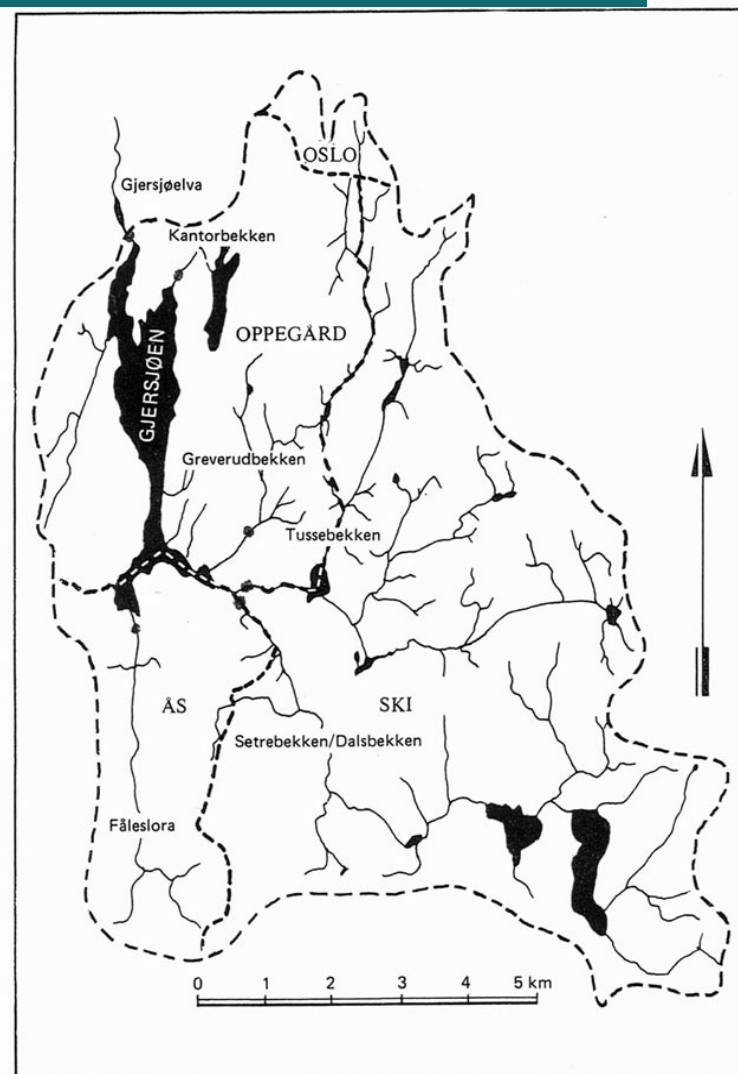 OSLO
Gjersjøelva
Kantorbekken
OPPEGÅRD
GJERSJØEN
Greverudbekken
Tussebekken
ÅS
SKI
Setrebekken/Dalsbekken
Fåleslora
0 1 2 3 4 5 km